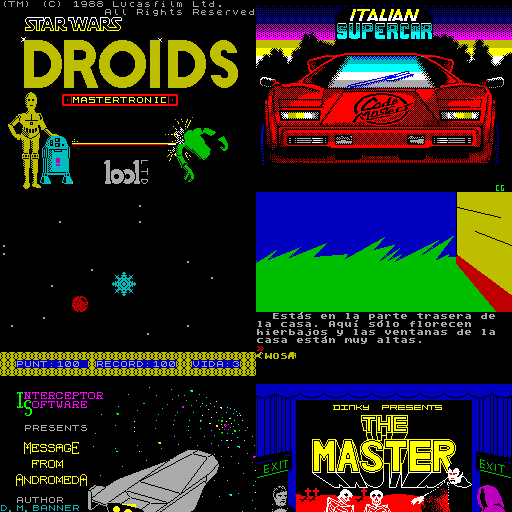 (TM) (C) 1988 Lucasfilm Ltd.
All Rights Reserved
STAR WARS
DROIDS
MASTERTRONIC
LTD
ITALIAN
SUPERCAR
Code
Masters
CG
Estás en la parte trasera de
la casa. Aquí sólo florecen
hierbajos y las ventanas de la
casa están muy altas.
PUNT:100 RECORD:100 VIDA:3
INTERCEPTOR
SOFTWARE
PRESENTS
MESSAGE
FROM
ANDROMEDA
AUTHOR
D. M. BANNER
DINKY PRESENTS
THE
MASTER
EXIT
EXIT